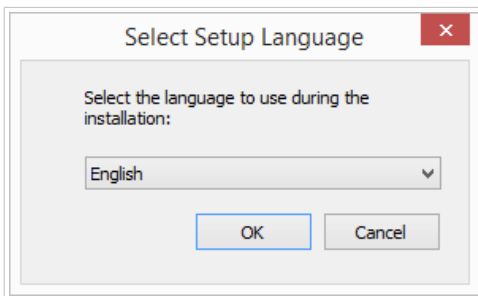 Select Setup Language
Select the language to use during the
installation:
English
OK
Cancel